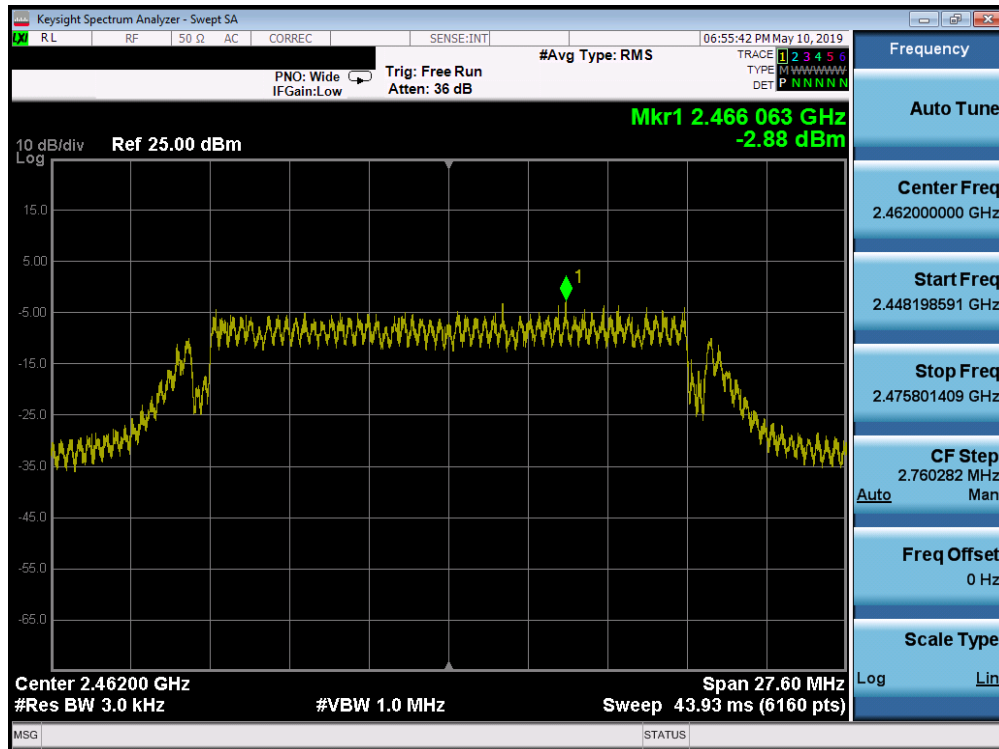 Keysight Spectrum Analyzer - Swept SA
LXI RL RF 50 Ω AC CORREC SENSE:INT 06:55:42 PM May 10, 2019
#Avg Type: RMS TRACE 1 2 3 4 5 6
PNO: Wide Trig: Free Run TYPE M WWWWW
IFGain:Low Atten: 36 dB DET P N N N N N
Mkr1 2.466 063 GHz
-2.88 dBm
10 dB/div Ref 25.00 dBm
Log
15.0
5.00
1
-5.00
-15.0
-25.0
-35.0
-45.0
-55.0
-65.0
Center 2.46200 GHz Span 27.60 MHz
#Res BW 3.0 kHz #VBW 1.0 MHz Sweep 43.93 ms (6160 pts)
MSG STATUS
Frequency
Auto Tune
Center Freq
2.462000000 GHz
Start Freq
2.448198591 GHz
Stop Freq
2.475801409 GHz
CF Step
2.760282 MHz
Auto Man
Freq Offset
0 Hz
Scale Type
Log Lin